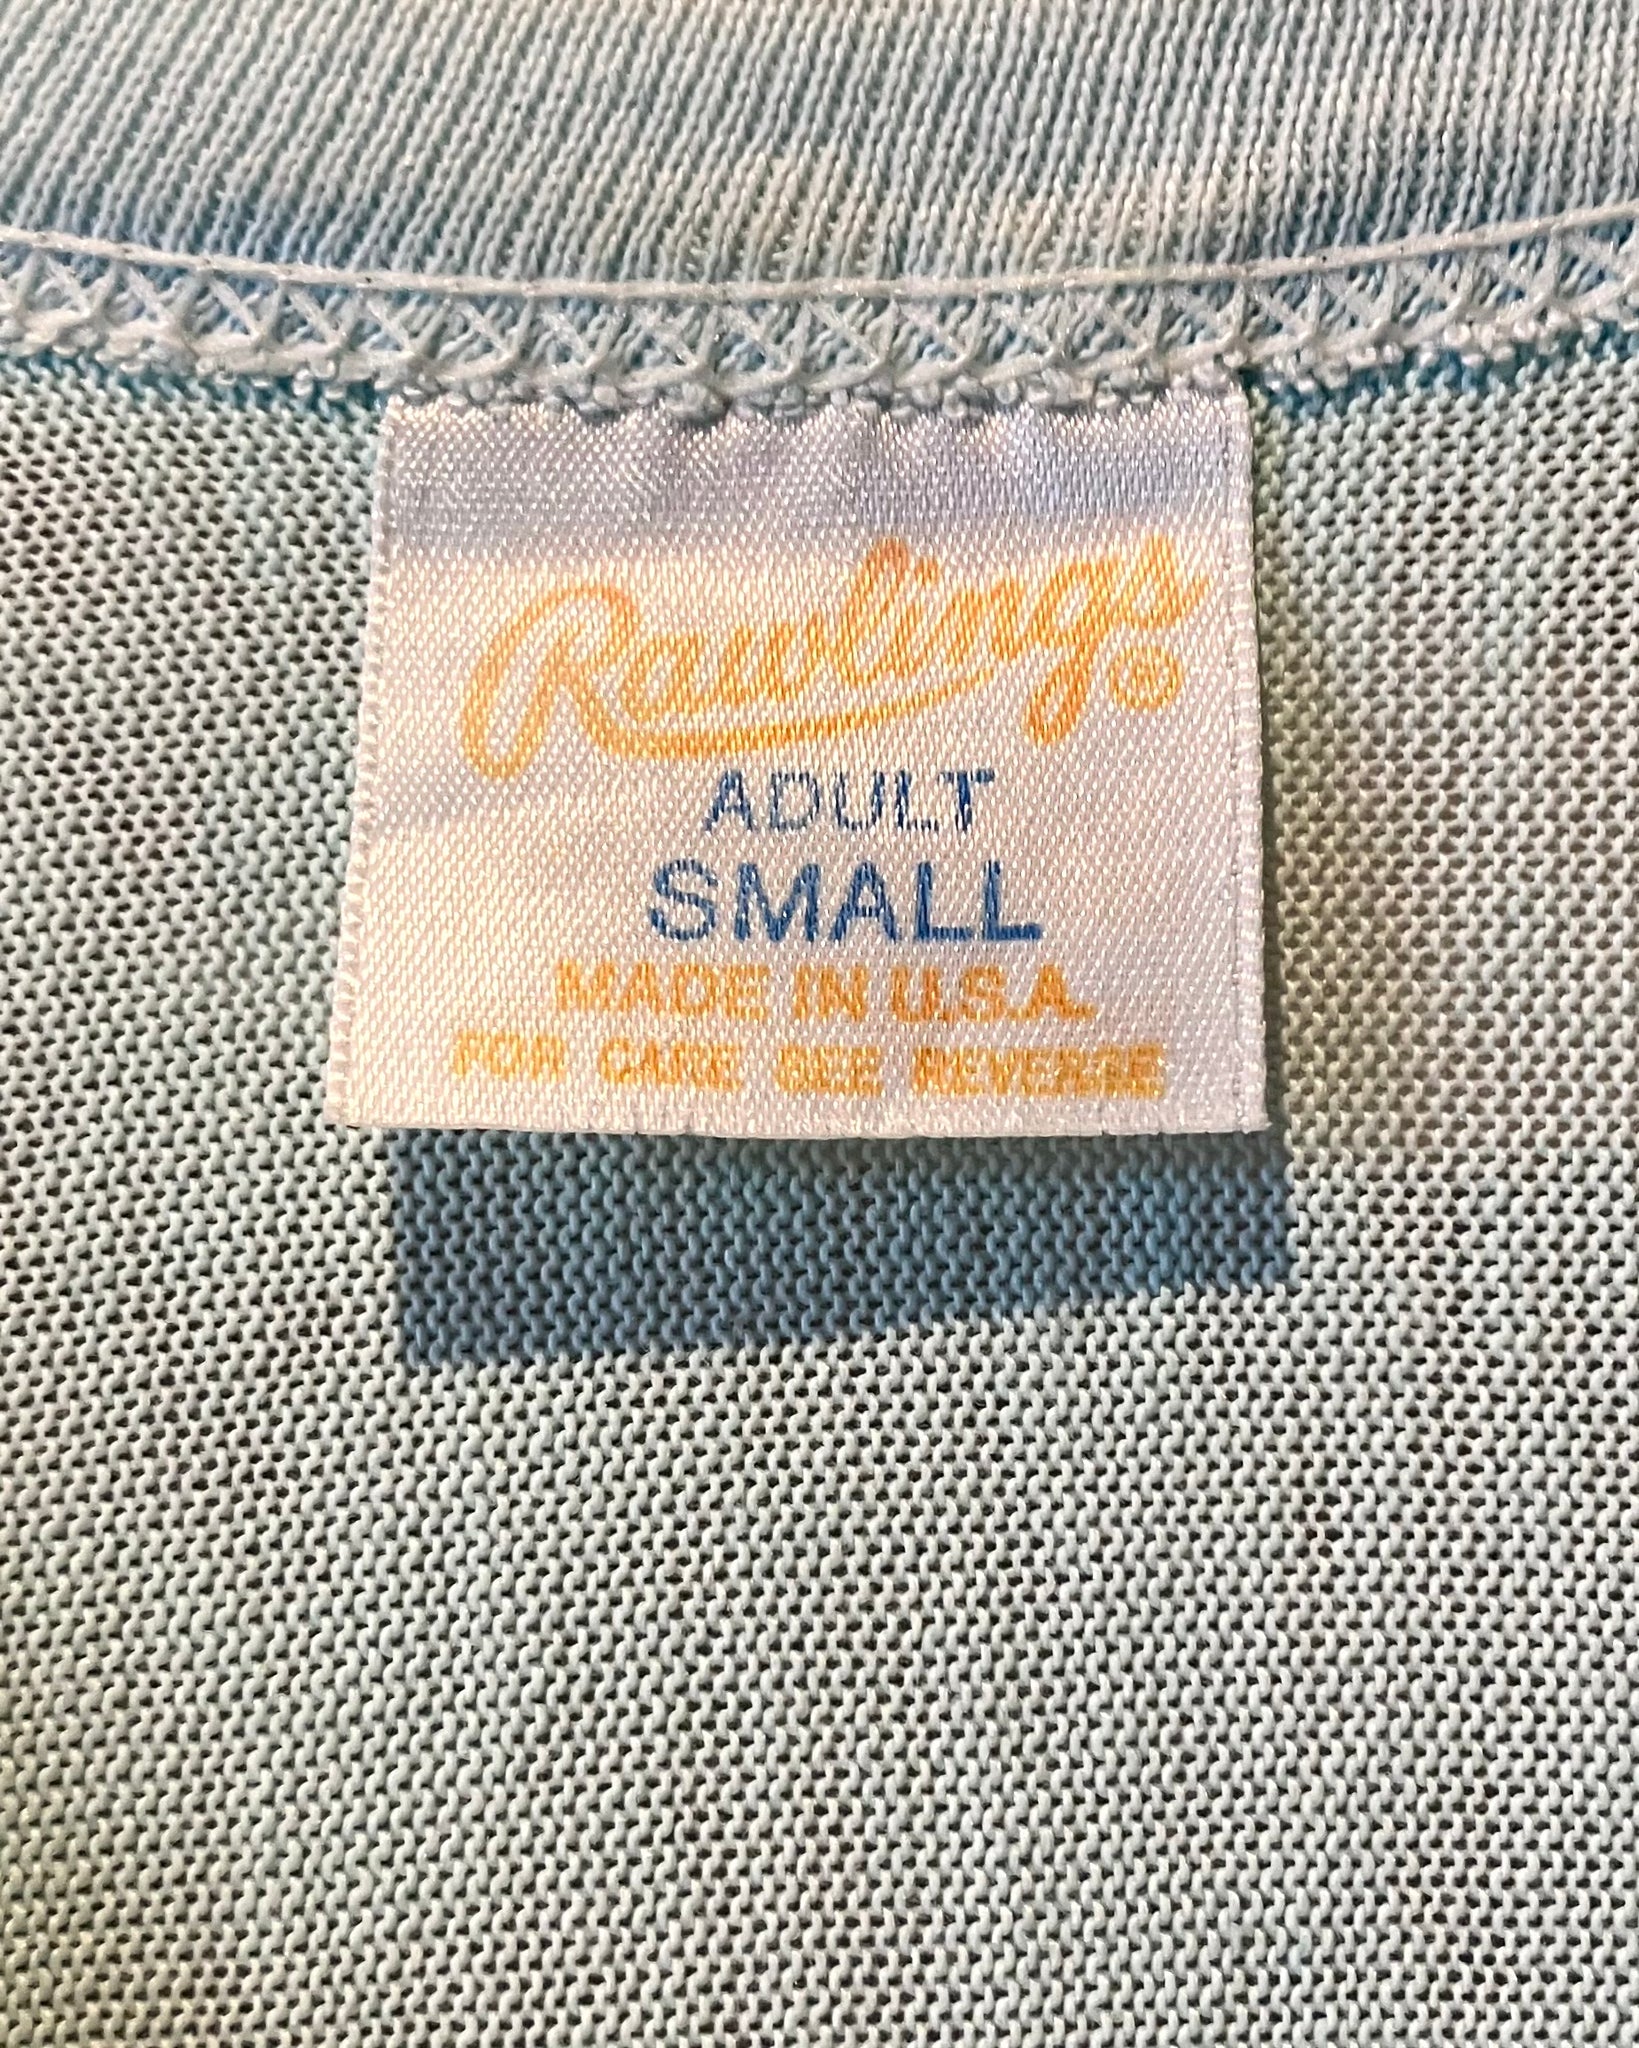 Rawlings®
ADULT
SMALL
MADE IN U.S.A.
FOR CARE SEE REVERSE